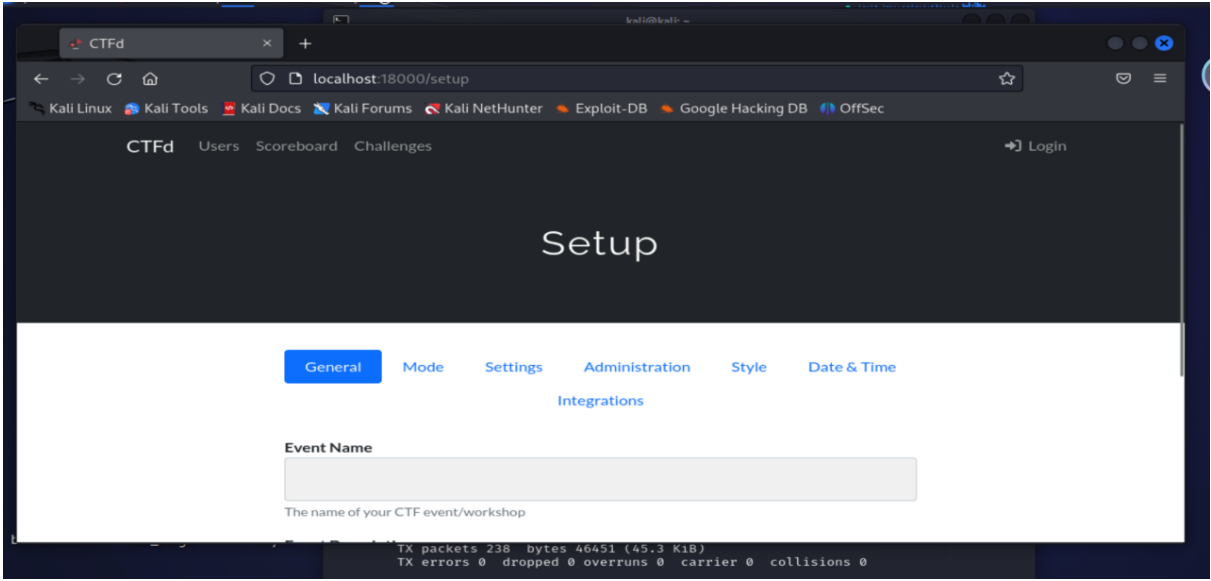 kali@kali: ~
CTFd
localhost:18000/setup
Kali Linux Kali Tools Kali Docs Kali Forums Kali NetHunter Exploit-DB Google Hacking DB OffSec
CTFd Users Scoreboard Challenges Login
Setup
General Mode Settings Administration Style Date & Time
Integrations
Event Name
The name of your CTF event/workshop
TX packets 238 bytes 46451 (45.3 KiB)
TX errors 0 dropped 0 overruns 0 carrier 0 collisions 0